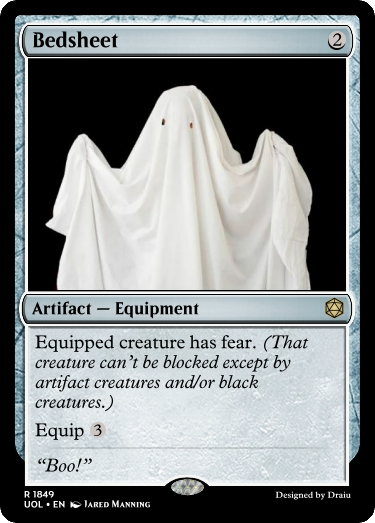 Bedsheet 2
Artifact — Equipment
Equipped creature has fear. (That
creature can't be blocked except by
artifact creatures and/or black
creatures.)
Equip 3
“Boo!”
R 1849
UOL • EN Jared Manning
Designed by Draiu